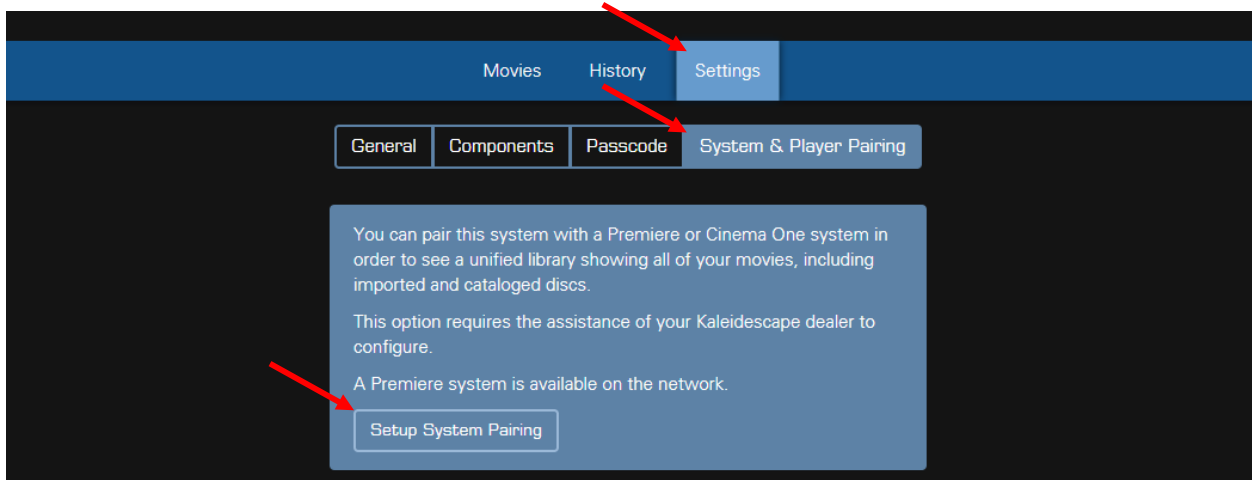 Movies History Settings
General Components Passcode System & Player Pairing
You can pair this system with a Premiere or Cinema One system in
order to see a unified library showing all of your movies, including
imported and cataloged discs.
This option requires the assistance of your Kaleidescape dealer to
configure.
A Premiere system is available on the network.
Setup System Pairing